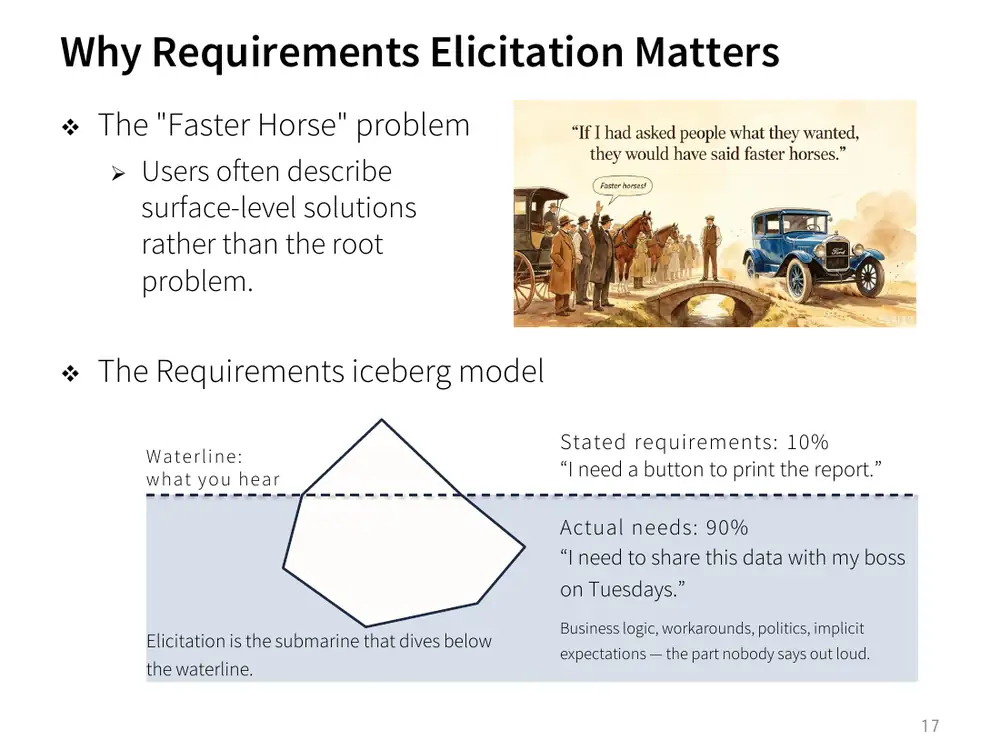 Why Requirements Elicitation Matters
❖ The "Faster Horse" problem
➢ Users often describe
surface-level solutions
rather than the root
problem.
“If I had asked people what they wanted,
they would have said faster horses.”
Faster horses!
Ford
❖ The Requirements iceberg model
Waterline:
what you hear
Stated requirements: 10%
“I need a button to print the report.”
Actual needs: 90%
“I need to share this data with my boss
on Tuesdays.”
Business logic, workarounds, politics, implicit
expectations — the part nobody says out loud.
Elicitation is the submarine that dives below
the waterline.
17